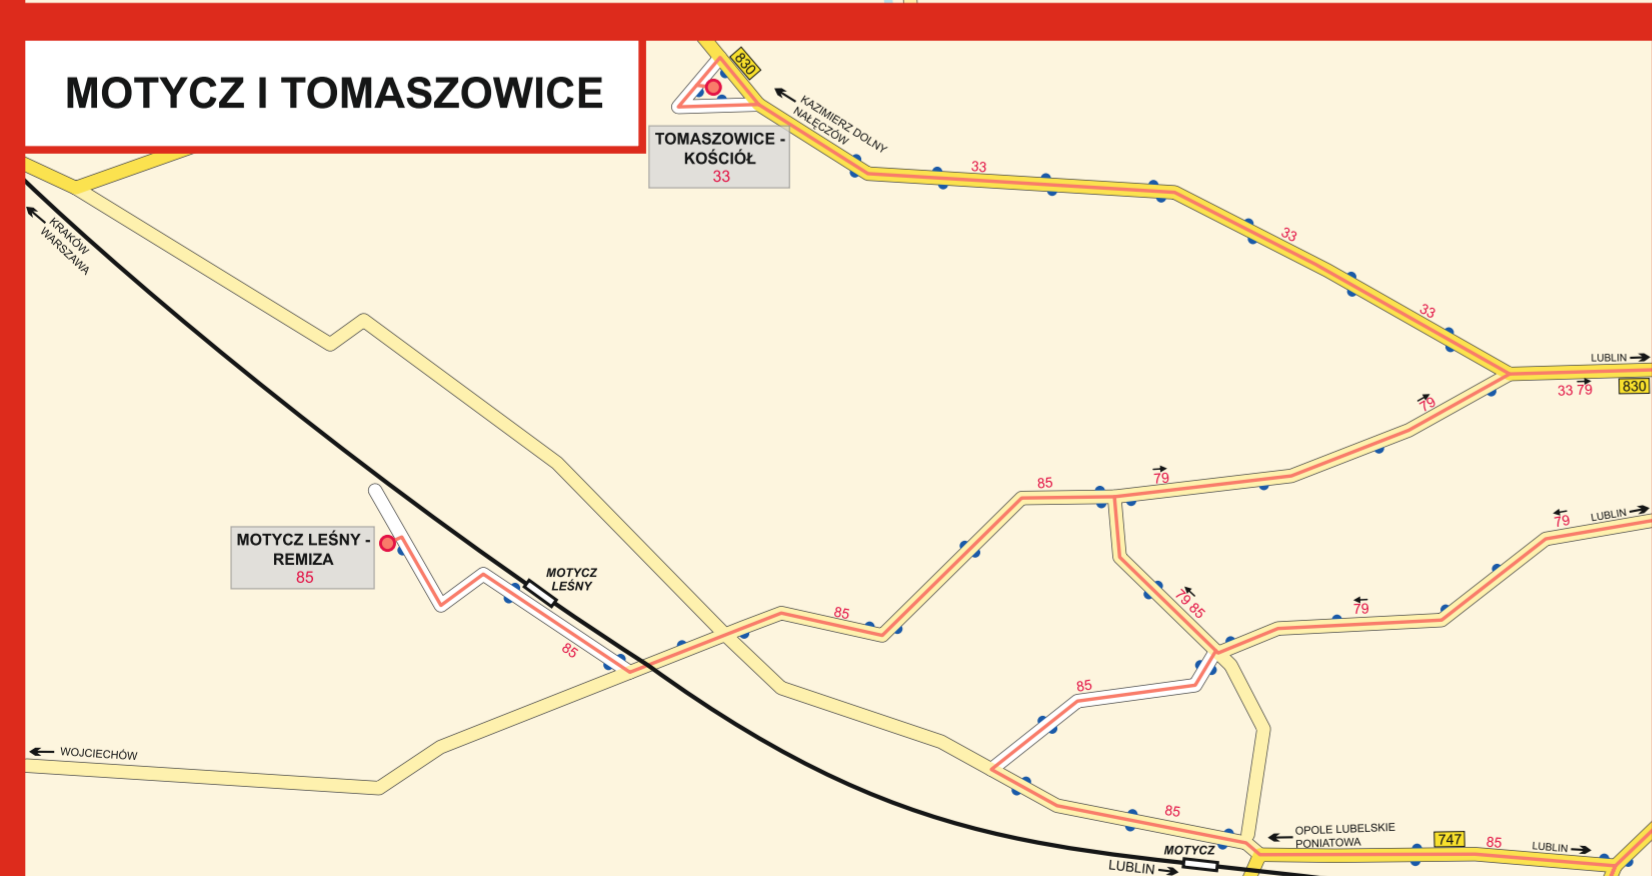 MOTYCZ I TOMASZOWICE
830
KAZIMIERZ DOLNY
NAŁĘCZÓW
TOMASZOWICE -
KOŚCIÓŁ
33
33
33
33
KRAKÓW
WARSZAWA
LUBLIN
33 79
830
79
85
79
79
LUBLIN
MOTYCZ LEŚNY -
REMIZA
85
MOTYCZ
LEŚNY
85
85
79 85
79
85
WOJCIECHÓW
85
OPOLE LUBELSKIE
PONIATOWA
747
85
LUBLIN
MOTYCZ
LUBLIN